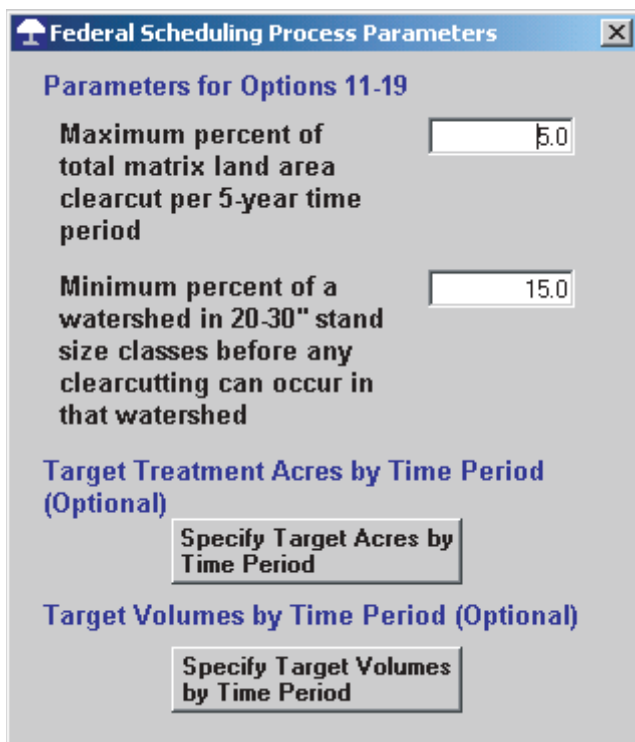 Federal Scheduling Process Parameters
Parameters for Options 11-19
Maximum percent of
total matrix land area
clearcut per 5-year time
period
5.0
Minimum percent of a
watershed in 20-30" stand
size classes before any
clearcutting can occur in
that watershed
15.0
Target Treatment Acres by Time Period
(Optional)
Specify Target Acres by
Time Period
Target Volumes by Time Period (Optional)
Specify Target Volumes
by Time Period